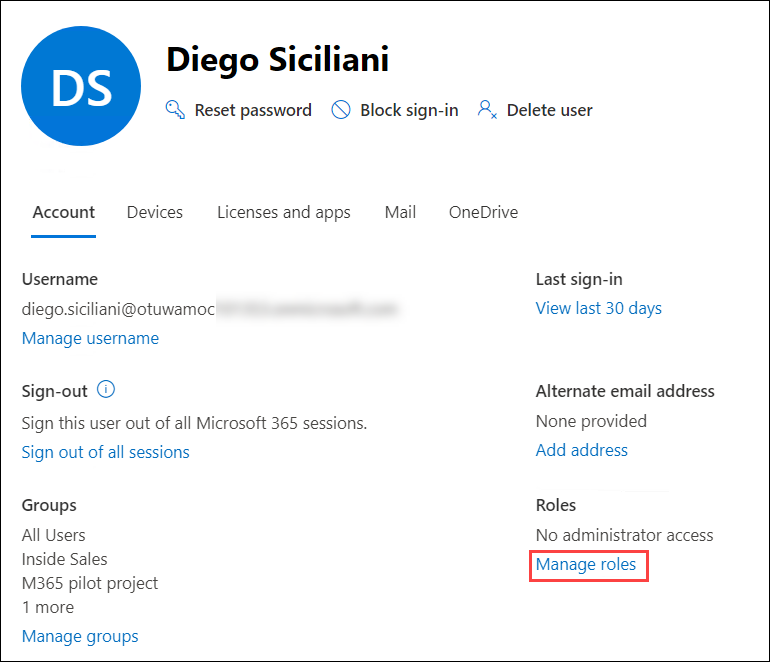 DS
Diego Siciliani
Reset password Block sign-in Delete user
Account Devices Licenses and apps Mail OneDrive
Username
diego.siciliani@otuwamoc
Manage username
Last sign-in
View last 30 days
Sign-out
Sign this user out of all Microsoft 365 sessions.
Sign out of all sessions
Alternate email address
None provided
Add address
Groups
All Users
Inside Sales
M365 pilot project
1 more
Manage groups
Roles
No administrator access
Manage roles